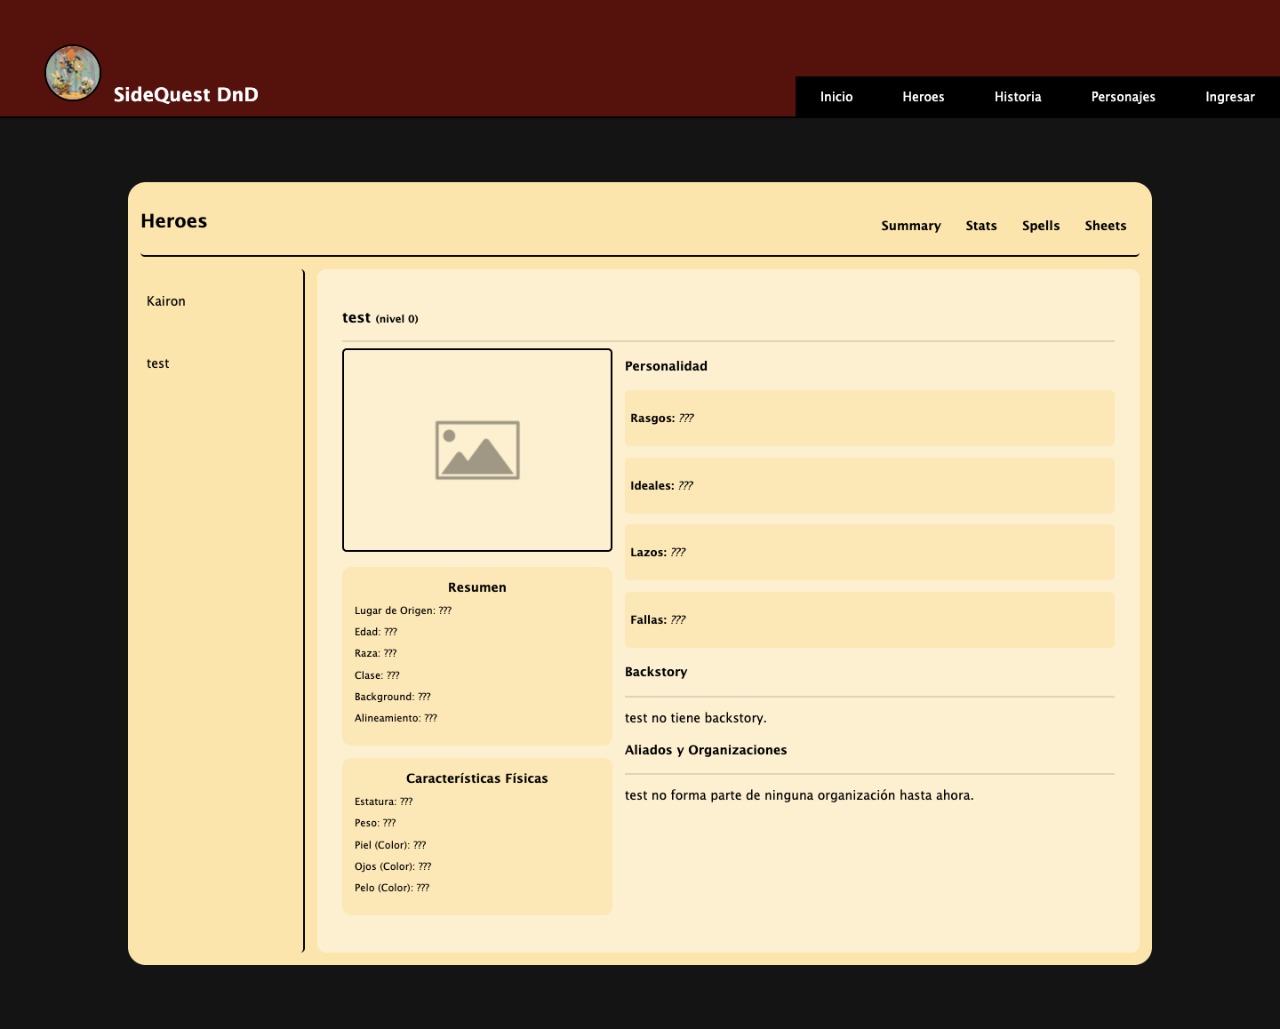 SideQuest DnD
Inicio Heroes Historia Personajes Ingresar
Heroes
Summary Stats Spells Sheets
Kairon
test
test (nivel 0)
Resumen
Lugar de Origen: ???
Edad: ???
Raza: ???
Clase: ???
Background: ???
Alineamiento: ???
Características Físicas
Estatura: ???
Peso: ???
Piel (Color): ???
Ojos (Color): ???
Pelo (Color): ???
Personalidad
Rasgos: ???
Ideales: ???
Lazos: ???
Fallas: ???
Backstory
test no tiene backstory.
Aliados y Organizaciones
test no forma parte de ninguna organización hasta ahora.